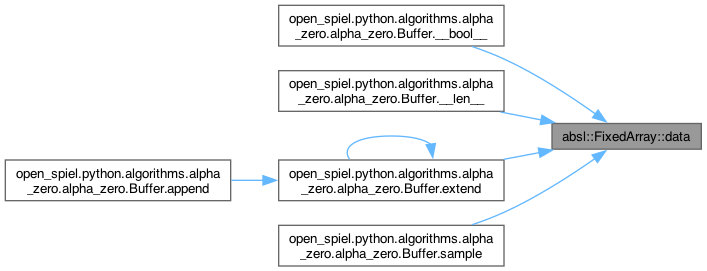 open_spiel.python.algorithms.alpha
_zero.alpha_zero.Buffer.__bool__
open_spiel.python.algorithms.alpha
_zero.alpha_zero.Buffer.__len__
absl::FixedArray::data
open_spiel.python.algorithms.alpha
_zero.alpha_zero.Buffer.append
open_spiel.python.algorithms.alpha
_zero.alpha_zero.Buffer.extend
open_spiel.python.algorithms.alpha
_zero.alpha_zero.Buffer.sample